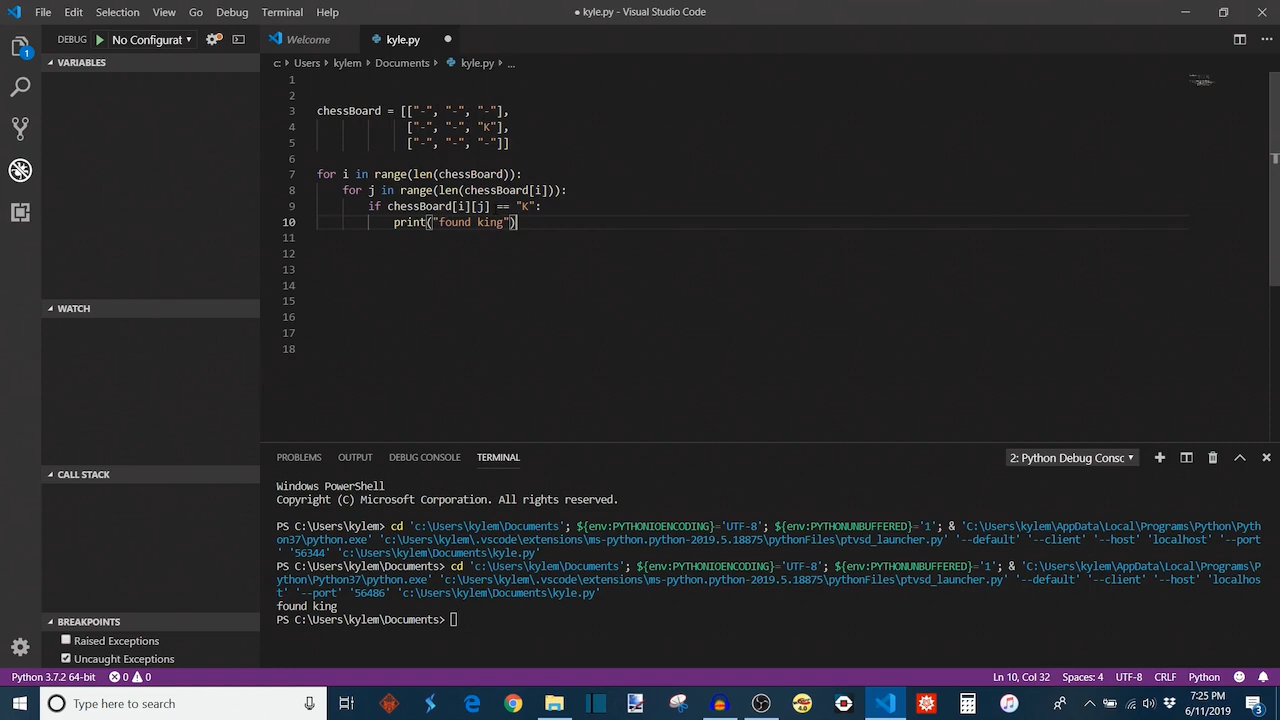 File Edit Selection View Go Debug Terminal Help
● kyle.py - Visual Studio Code
DEBUG No Configurat
Welcome kyle.py
1
VARIABLES
c Users kylem Documents kyle.py ...
1
2
3 chessBoard = [["-", "-", "-"],
4 ["-", "-", "K"],
5 ["-", "-", "-"]]
6
7 for i in range(len(chessBoard)):
8 for j in range(len(chessBoard[i])):
9 if chessBoard[i][j] == "K":
10 print("found king")
11
12
13
14
15
16
17
18
WATCH
CALL STACK
BREAKPOINTS
Raised Exceptions
Uncaught Exceptions
PROBLEMS OUTPUT DEBUG CONSOLE TERMINAL
2: Python Debug Consc
Windows PowerShell
Copyright (C) Microsoft Corporation. All rights reserved.
PS C:\Users\kylem> cd 'c:\Users\kylem\Documents'; ${env:PYTHONIOENCODING}='UTF-8'; ${env:PYTHONUNBUFFERED}='1'; & 'C:\Users\kylem\AppData\Local\Programs\Python\Pyth
on37\python.exe' 'c:\Users\kylem\.vscode\extensions\ms-python.python-2019.5.18875\pythonFiles\ptvsd_launcher.py' '--default' '--client' '--host' 'localhost' '--port
' '56344' 'c:\Users\kylem\Documents\kyle.py'
PS C:\Users\kylem\Documents> cd 'c:\Users\kylem\Documents'; ${env:PYTHONIOENCODING}='UTF-8'; ${env:PYTHONUNBUFFERED}='1'; & 'C:\Users\kylem\AppData\Local\Programs\P
ython\Python37\python.exe' 'c:\Users\kylem\.vscode\extensions\ms-python.python-2019.5.18875\pythonFiles\ptvsd_launcher.py' '--default' '--client' '--host' 'localhos
t' '--port' '56486' 'c:\Users\kylem\Documents\kyle.py'
found king
PS C:\Users\kylem\Documents>
Python 3.7.2 64-bit 0 0
Ln 10, Col 32 Spaces: 4 UTF-8 CRLF Python
Type here to search
4.0
7:25 PM
6/11/2019
3